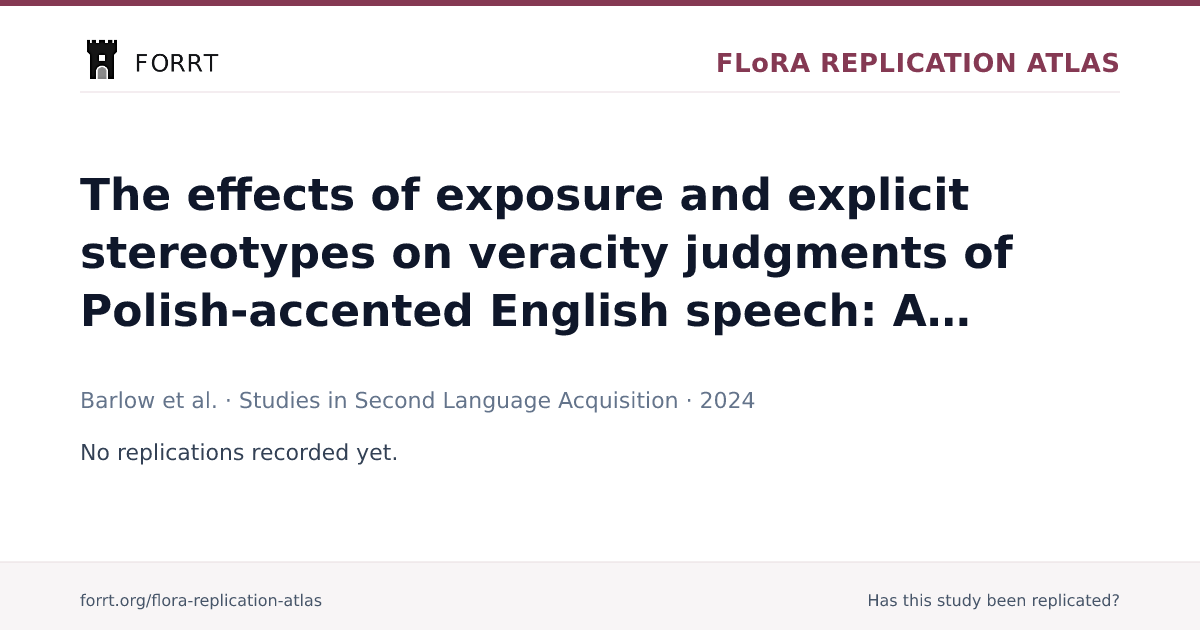 FORRT
FLoRA REPLICATION ATLAS
The effects of exposure and explicit
stereotypes on veracity judgments of
Polish-accented English speech: A…
Barlow et al. · Studies in Second Language Acquisition · 2024
No replications recorded yet.
forrt.org/flora-replication-atlas
Has this study been replicated?